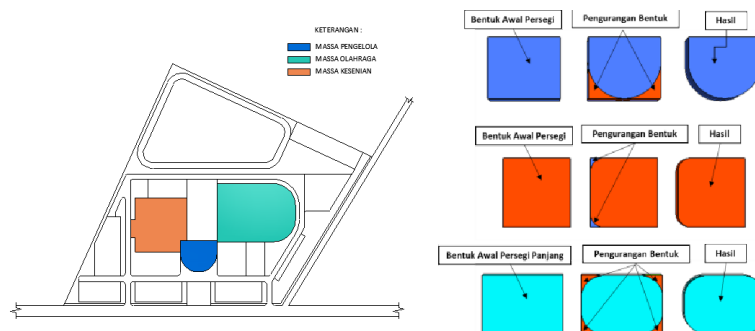 KETERANGAN :
MASSA PENGELOLA
MASSA OLAHRAGA
MASSA KESENIAN
Bentuk Awal Persegi
Pengurangan Bentuk
Hasil
Bentuk Awal Persegi
Pengurangan Bentuk
Hasil
Bentuk Awal Persegi Panjang
Pengurangan Bentuk
Hasil